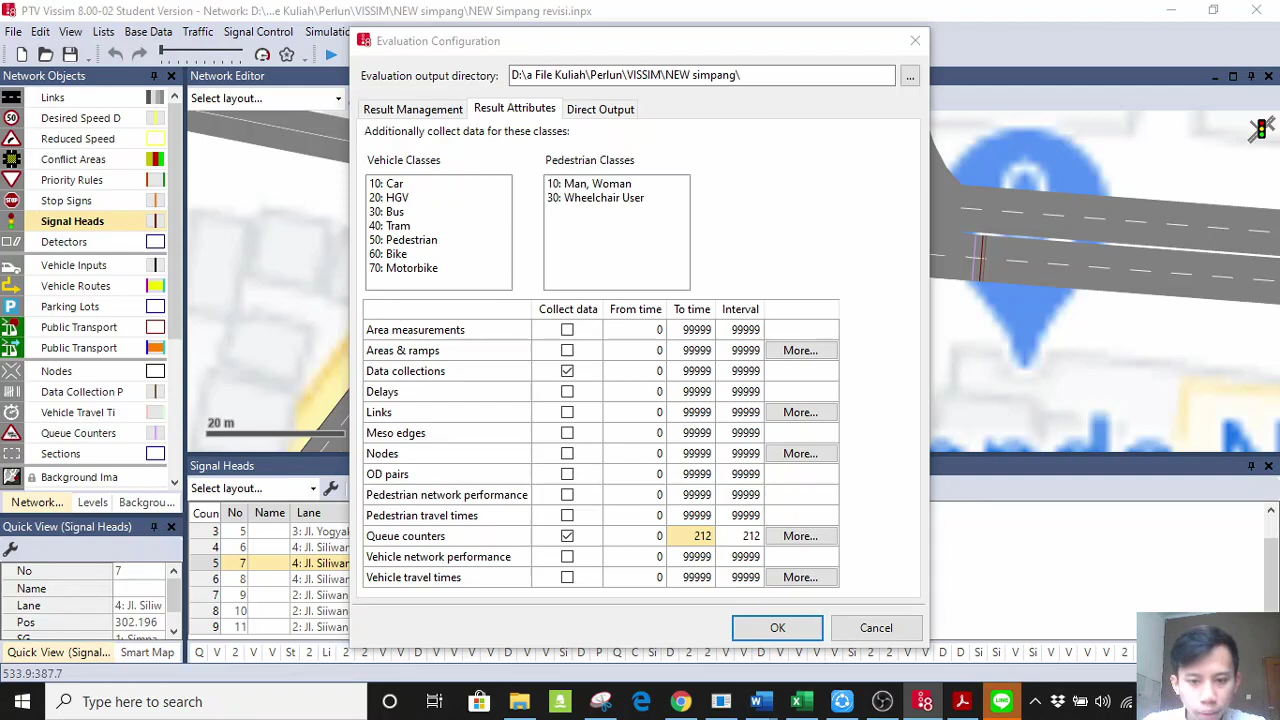 PTV Vissim 8.00-02 Student Version - Network: D:\...e Kuliah\Perlun\VISSIM\NEW simpang\NEW Simpang revisi.inpx
File Edit View Lists Base Data Traffic Signal Control Simulatio
Evaluation Configuration
Network Objects
Network Editor
Select layout...
Links
Desired Speed D
Reduced Speed
Conflict Areas
Priority Rules
Stop Signs
Signal Heads
Detectors
Vehicle Inputs
Vehicle Routes
Parking Lots
Public Transport
Public Transport
Nodes
Data Collection P
Vehicle Travel Ti
Queue Counters
Sections
Background Ima
Network... Levels Backgrou...
20 m
Evaluation output directory: D:\a File Kuliah\Perlun\VISSIM\NEW simpang\ ...
Result Management Result Attributes Direct Output
Additionally collect data for these classes:
Vehicle Classes Pedestrian Classes
10: Car
20: HGV
30: Bus
40: Tram
50: Pedestrian
60: Bike
70: Motorbike
10: Man, Woman
30: Wheelchair User
Collect data From time To time Interval
Area measurements 0 99999 99999
Areas & ramps 0 99999 99999 More...
Data collections 0 99999 99999
Delays 0 99999 99999
Links 0 99999 99999 More...
Meso edges 0 99999 99999
Nodes 0 99999 99999 More...
OD pairs 0 99999 99999
Pedestrian network performance 0 99999 99999
Pedestrian travel times 0 99999 99999
Queue counters 0 212 212 More...
Vehicle network performance 0 99999 99999
Vehicle travel times 0 99999 99999 More...
OK Cancel
Signal Heads
Select layout...
Coun No Name Lane
3 5 3: Jl. Yogyak
4 6 4: Jl. Siliwan
5 7 4: Jl. Siliwan
6 8 4: Jl. Siliwan
7 9 2: Jl. Siiwan
8 10 2: Jl. Siiwan
9 11 2: Jl. Siiwan
Quick View (Signal Heads)
No 7
Name
Lane 4: Jl. Siliw
Pos 302.196
Quick View (Signal... Smart Map
533.9:387.7
Type here to search